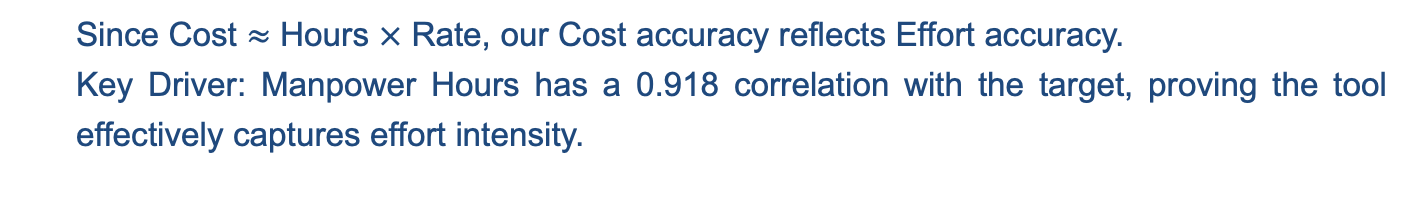 Since Cost ≈ Hours × Rate, our Cost accuracy reflects Effort accuracy.
Key Driver: Manpower Hours has a 0.918 correlation with the target, proving the tool
effectively captures effort intensity.